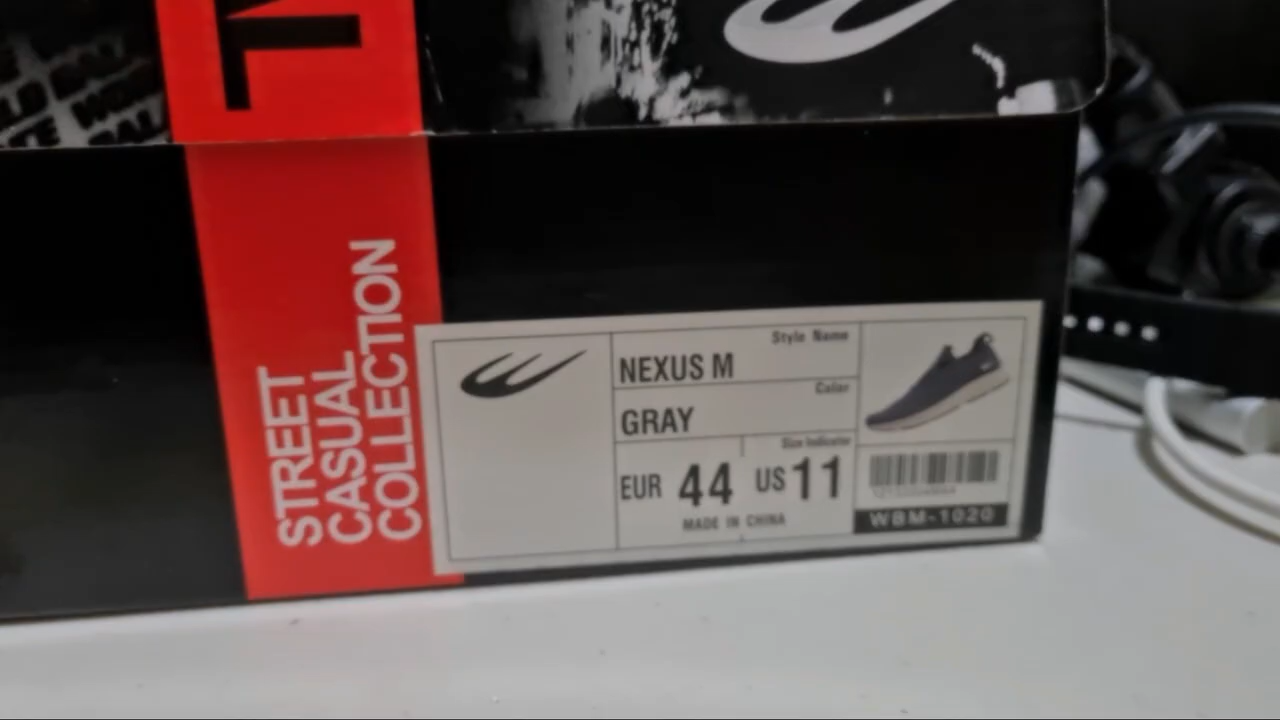 STREET
CASUAL
COLLECTION
Style Name
NEXUS M
Color
GRAY
Size Indicator
EUR 44 US 11
MADE IN CHINA
WBM-1020